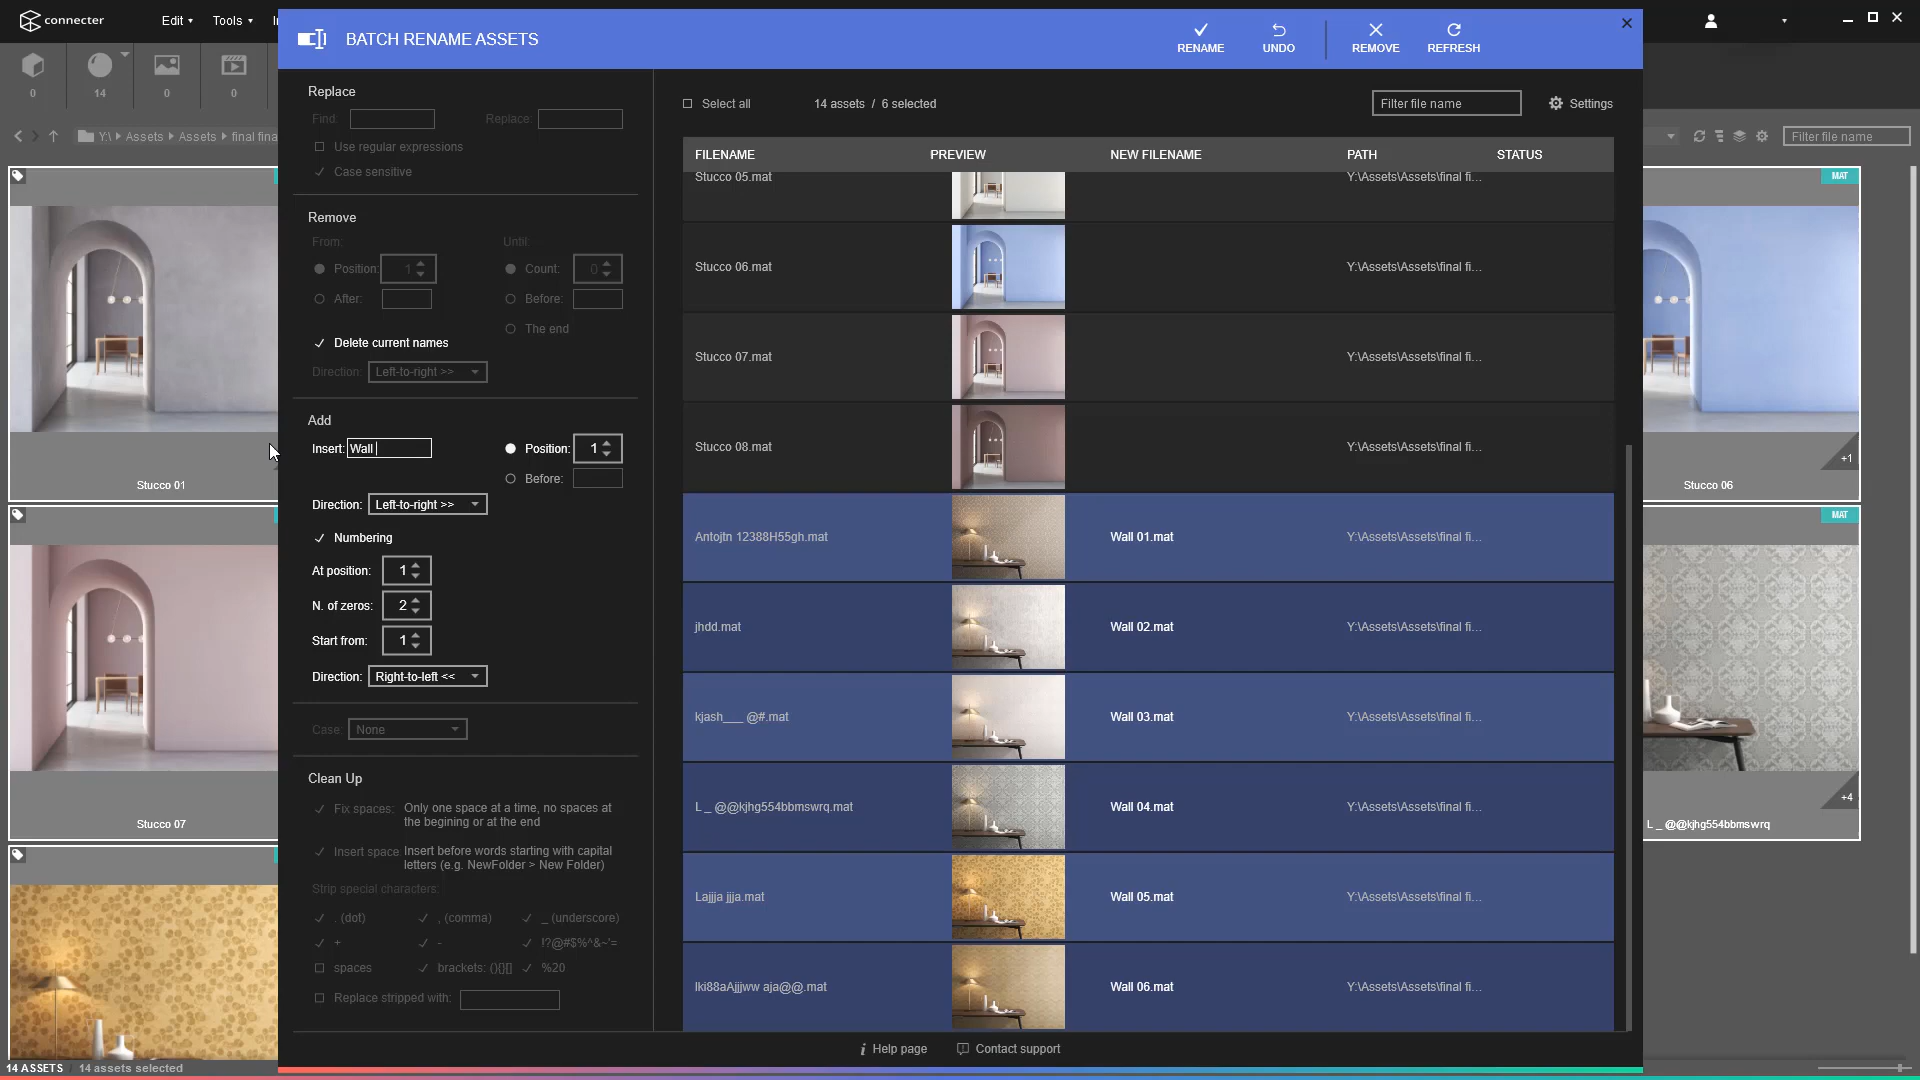 connecter
Edit
Tools
BATCH RENAME ASSETS
RENAME
UNDO
REMOVE
REFRESH
0
14
0
0
Y:\ Assets Assets final fina
Filter file name
Replace
Find:
Replace:
Use regular expressions
Case sensitive
Remove
From:
Until:
Position: 1
Count: 0
After:
Before:
The end
Delete current names
Direction: Left-to-right >>
Add
Insert: Wall
Position: 1
Before:
Direction: Left-to-right >>
Numbering
At position: 1
N. of zeros: 2
Start from: 1
Direction: Right-to-left <<
Case: None
Clean Up
Fix spaces: Only one space at a time, no spaces at
the begining or at the end
Insert space Insert before words starting with capital
letters (e.g. NewFolder > New Folder)
Strip special characters:
. (dot) , (comma) _ (underscore)
+ - !?@#$%^&~'=
spaces brackets: (){}[] %20
Replace stripped with:
Select all
14 assets / 6 selected
Filter file name
Settings
FILENAME PREVIEW NEW FILENAME PATH STATUS
Stucco 05.mat Y:\Assets\Assets\final fi...
Stucco 06.mat Y:\Assets\Assets\final fi...
Stucco 07.mat Y:\Assets\Assets\final fi...
Stucco 08.mat Y:\Assets\Assets\final fi...
Antojtn 12388H55gh.mat Wall 01.mat Y:\Assets\Assets\final fi...
jhdd.mat Wall 02.mat Y:\Assets\Assets\final fi...
kjash___ @#.mat Wall 03.mat Y:\Assets\Assets\final fi...
L _ @@kjhg554bbmswrq.mat Wall 04.mat Y:\Assets\Assets\final fi...
Lajjja jjja.mat Wall 05.mat Y:\Assets\Assets\final fi...
lki88aAjjjww aja@@.mat Wall 06.mat Y:\Assets\Assets\final fi...
Help page
Contact support
Stucco 01
Stucco 07
MAT
+1
Stucco 06
MAT
+4
L _ @@kjhg554bbmswrq
14 ASSETS / 14 assets selected